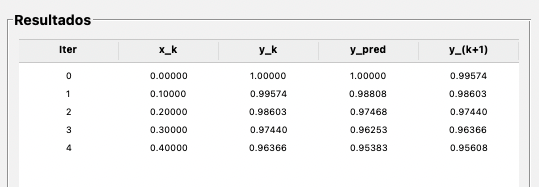 Resultados
Iter x_k y_k y_pred y_(k+1)
0 0.00000 1.00000 1.00000 0.99574
1 0.10000 0.99574 0.98808 0.98603
2 0.20000 0.98603 0.97468 0.97440
3 0.30000 0.97440 0.96253 0.96366
4 0.40000 0.96366 0.95383 0.95608